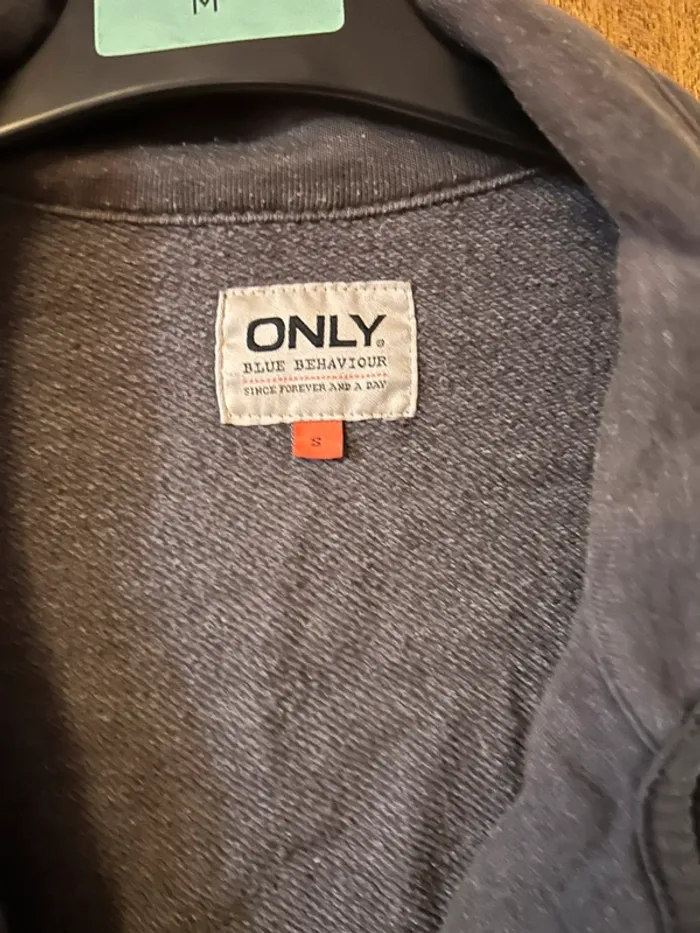 M
ONLY®
BLUE BEHAVIOUR
SINCE FOREVER AND A DAY
S